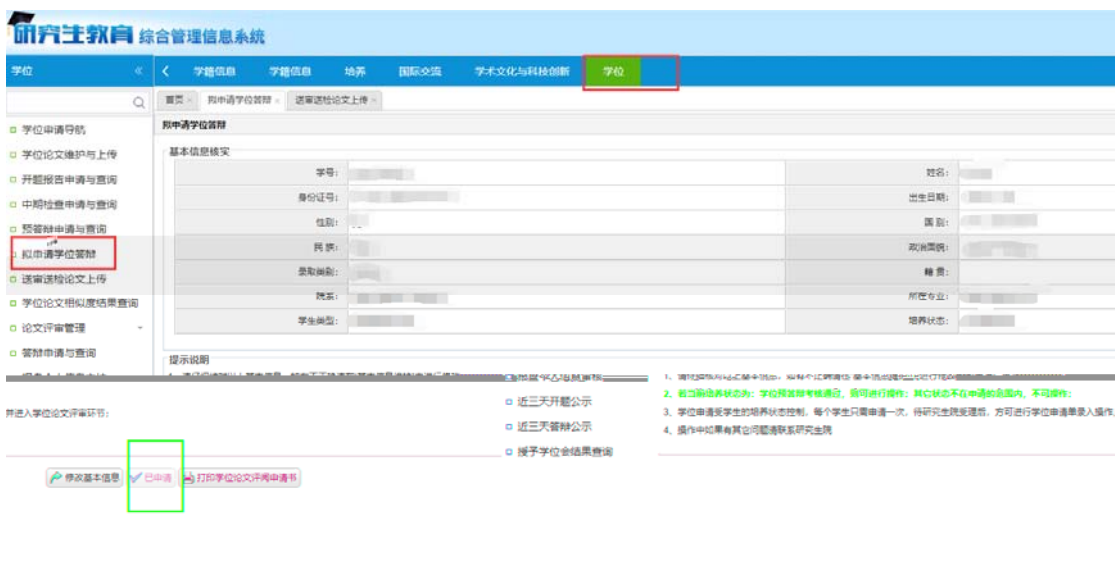 研究生教育 综合管理信息系统
学位 « 学籍信息 学籍信息 培养 国际交流 学术文化与科技创新 学位
首页 × 拟申请学位答辩 × 送审送检论文上传 ×
拟申请学位答辩
学位申请导航
学位论文维护与上传
开题报告申请与查询
中期检查申请与查询
预答辩申请与查询
拟申请学位答辩
送审送检论文上传
学位论文相似度结果查询
论文评审管理
答辩申请与查询
基本信息核实
学号: 姓名:
身份证号: 出生日期:
性别: 国别:
民族: 政治面貌:
录取类别: 籍贯:
院系: 所在专业:
学生类型: 培养状态:
提示说明
近三天开题公示
近三天答辩公示
授予学位会结果查询
2、若当前培养状态为：学位预答辩考核通过，则可进行操作；其它状态不在申请的范围内，不可操作；
3、学位申请受学生的培养状态控制，每个学生只需申请一次，待研究生院受理后，方可进行学位申请单录入操作
4、操作中如果有其它问题请联系研究生院
并进入学位论文评审环节；
修改基本信息 已申请 打印学位论文评阅申请书